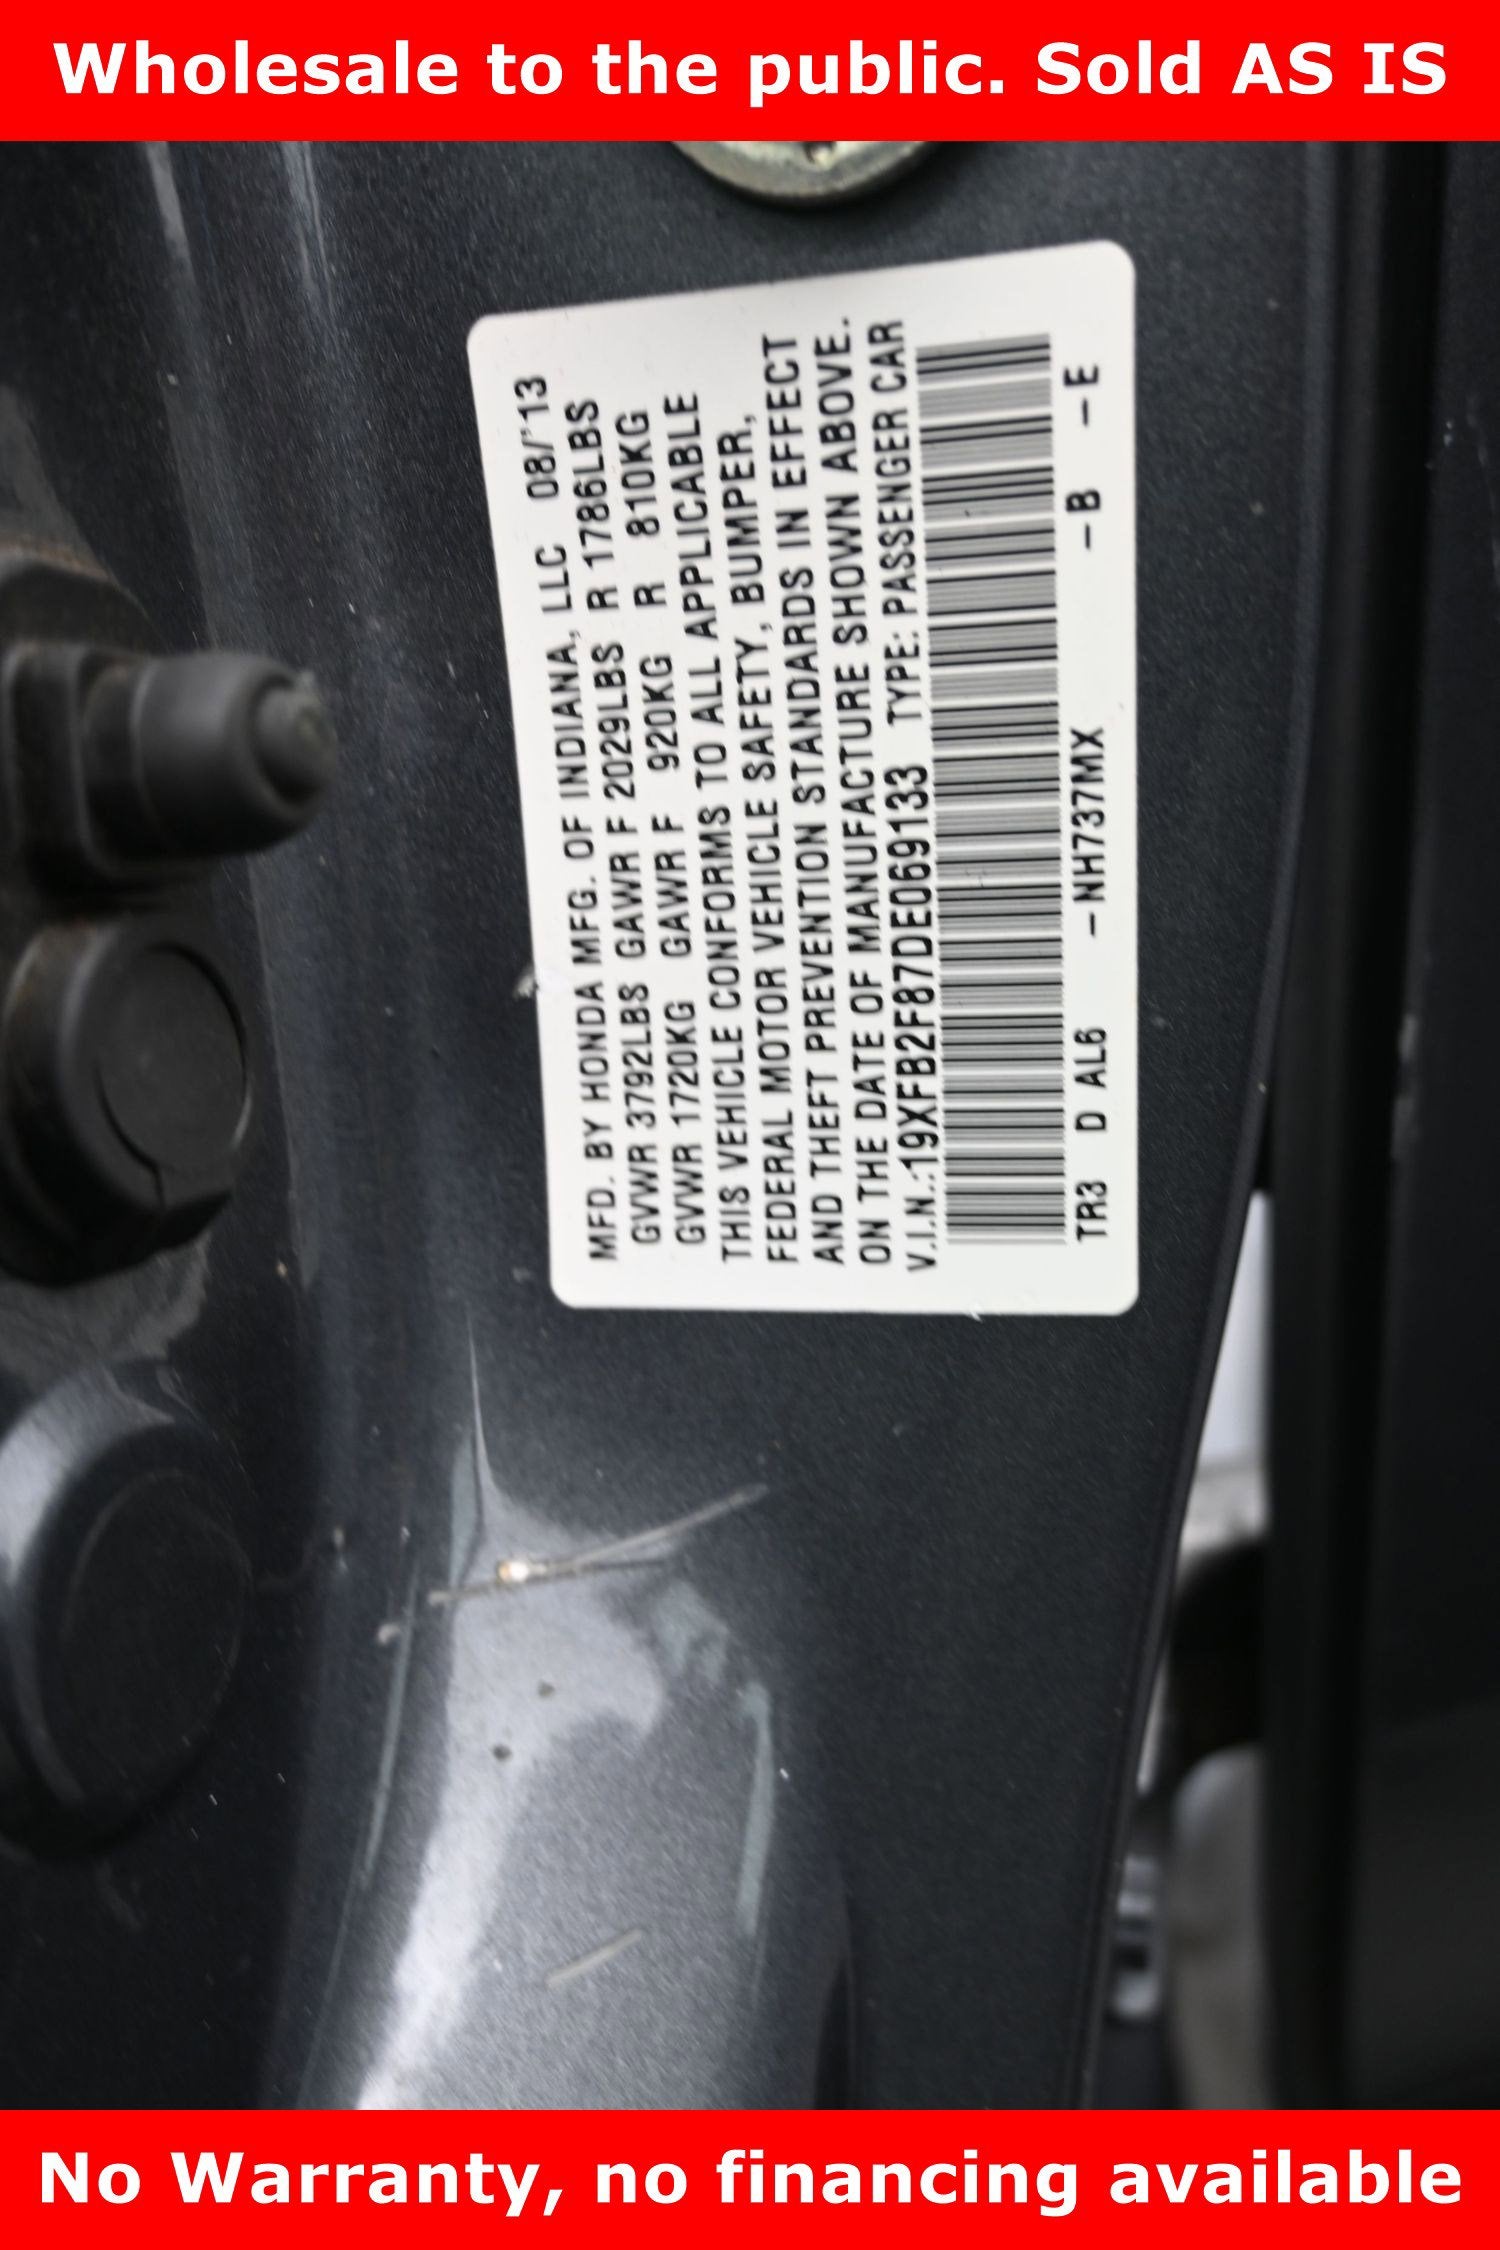 Wholesale to the public. Sold AS IS
MFD. BY HONDA MFG. OF INDIANA, LLC 08/'13
GVWR 3792LBS GAWR F 2029LBS R 1786LBS
GVWR 1720KG GAWR F 920KG R 810KG
THIS VEHICLE CONFORMS TO ALL APPLICABLE
FEDERAL MOTOR VEHICLE SAFETY, BUMPER,
AND THEFT PREVENTION STANDARDS IN EFFECT
ON THE DATE OF MANUFACTURE SHOWN ABOVE.
V.I.N.:19XFB2F87DE069133 TYPE: PASSENGER CAR
TR3 D AL6 -NH737MX -B -E
No Warranty, no financing available